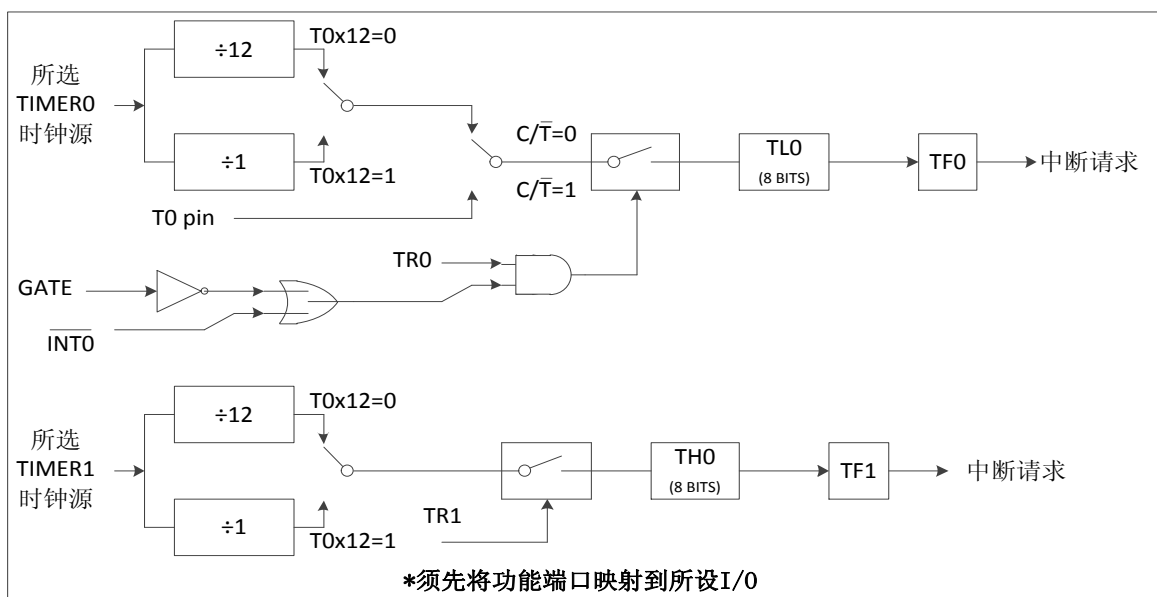 ÷12
T0x12=0
所选
TIMER0
时钟源
÷1
T0x12=1
C/T̅=0
C/T̅=1
TL0
(8 BITS)
TF0
中断请求
T0 pin
TR0
GATE
I̅N̅T̅0̅
÷12
T0x12=0
所选
TIMER1
时钟源
÷1
T0x12=1
TR1
TH0
(8 BITS)
TF1
中断请求
*须先将功能端口映射到所设I/O